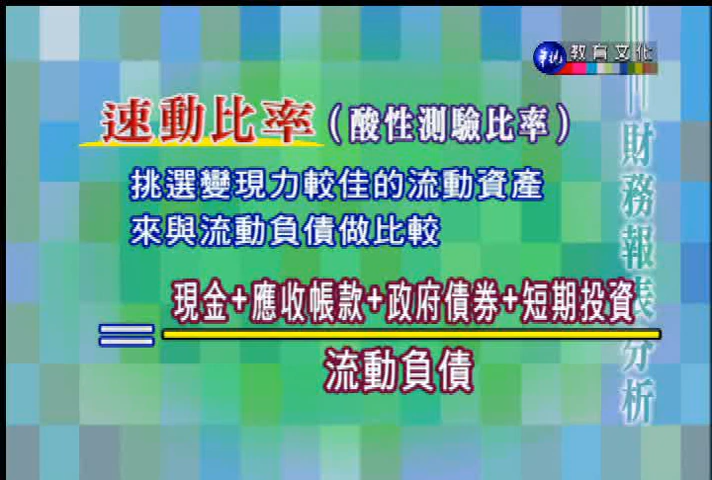 華視 教育文化
速動比率(酸性測驗比率)
挑選變現力較佳的流動資產
來與流動負債做比較
現金+應收帳款+政府債券+短期投資
=
流動負債
財務報表分析